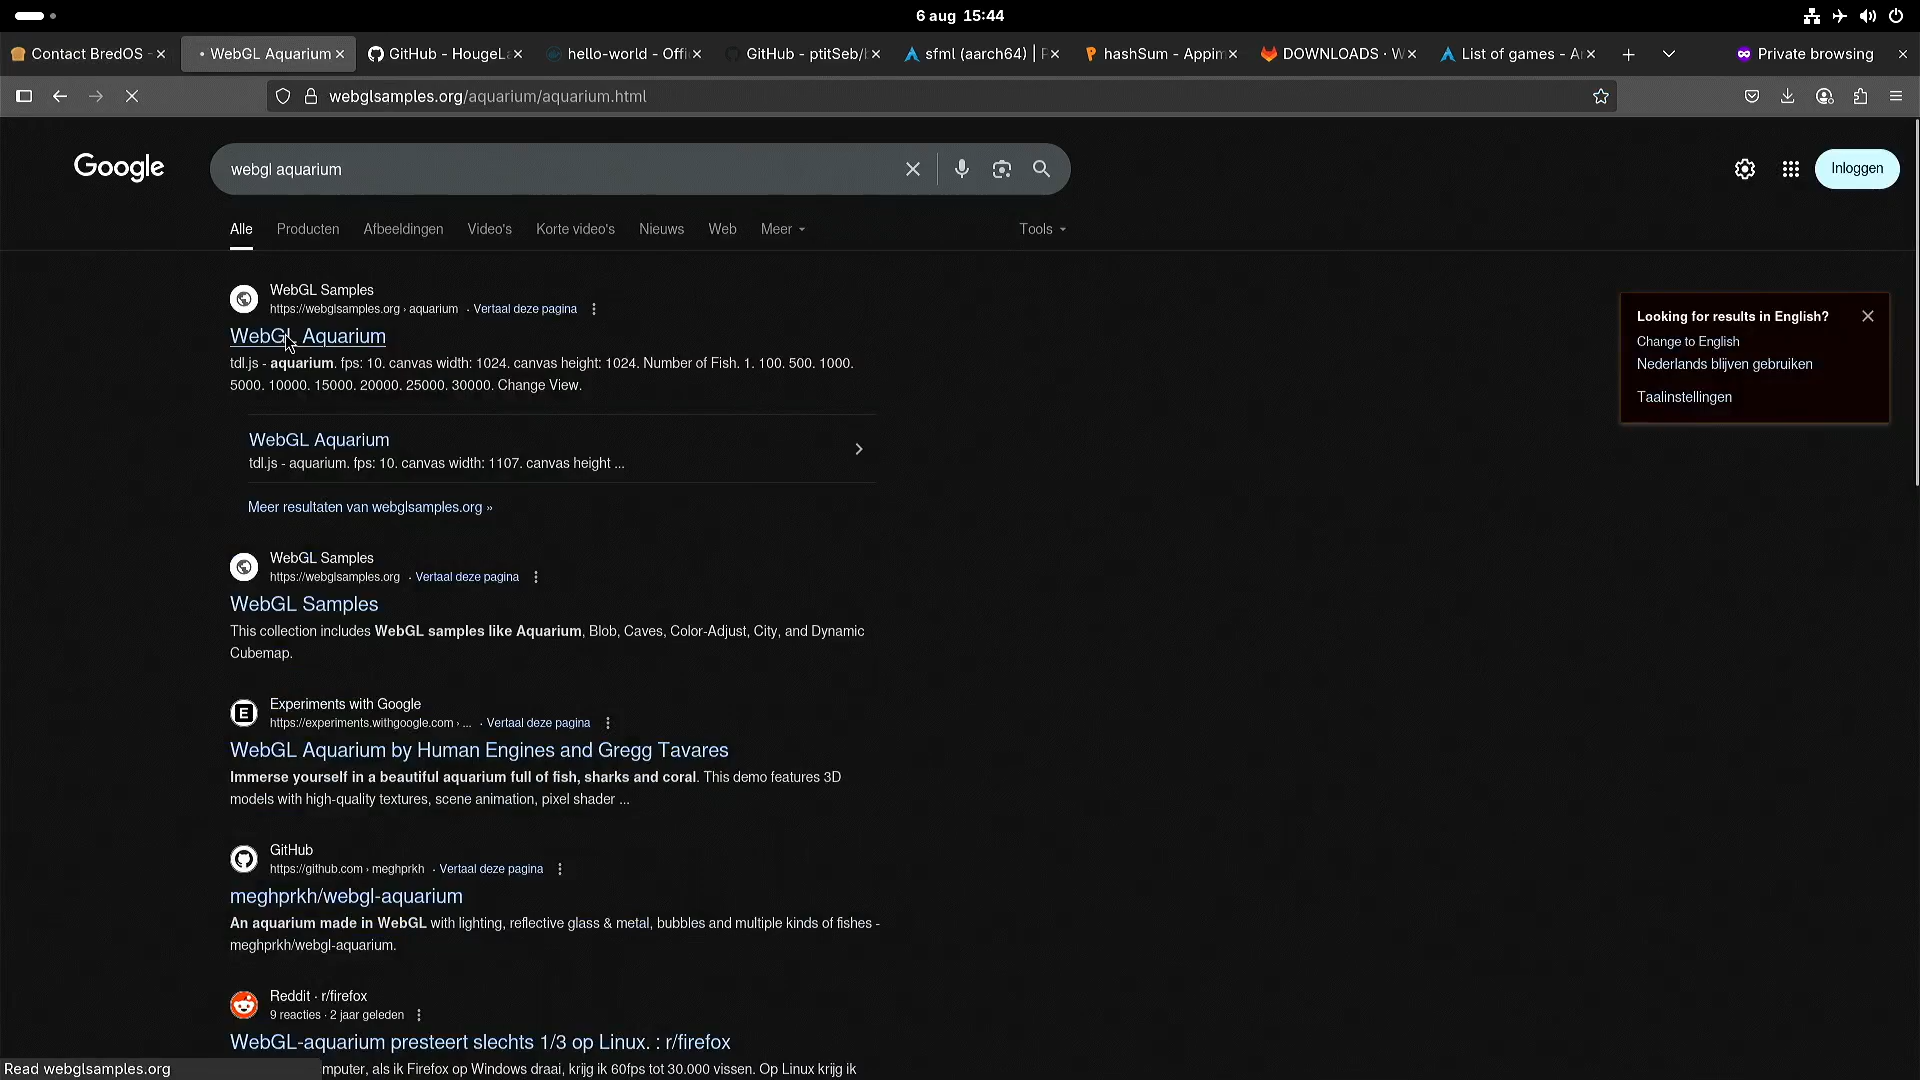 6 aug 15:44
Contact BredOS -
WebGL Aquarium
GitHub - HougeL
hello-world - Offi
GitHub - ptitSeb/
sfml (aarch64) |
hashSum - Appim
DOWNLOADS · W
List of games - A
Private browsing
webglsamples.org/aquarium/aquarium.html
Google
webgl aquarium
Inloggen
Alle Producten Afbeeldingen Video's Korte video's Nieuws Web Meer Tools
WebGL Samples
https://webglsamples.org › aquarium · Vertaal deze pagina
WebGL Aquarium
tdl.js - aquarium. fps: 10. canvas width: 1024. canvas height: 1024. Number of Fish. 1. 100. 500. 1000.
5000. 10000. 15000. 20000. 25000. 30000. Change View.
WebGL Aquarium
tdl.js - aquarium. fps: 10. canvas width: 1107. canvas height ...
Meer resultaten van webglsamples.org »
Looking for results in English?
Change to English
Nederlands blijven gebruiken
Taalinstellingen
WebGL Samples
https://webglsamples.org · Vertaal deze pagina
WebGL Samples
This collection includes WebGL samples like Aquarium, Blob, Caves, Color-Adjust, City, and Dynamic
Cubemap.
Experiments with Google
https://experiments.withgoogle.com › ... · Vertaal deze pagina
WebGL Aquarium by Human Engines and Gregg Tavares
Immerse yourself in a beautiful aquarium full of fish, sharks and coral. This demo features 3D
models with high-quality textures, scene animation, pixel shader ...
GitHub
https://github.com › meghprkh · Vertaal deze pagina
meghprkh/webgl-aquarium
An aquarium made in WebGL with lighting, reflective glass & metal, bubbles and multiple kinds of fishes -
meghprkh/webgl-aquarium.
Reddit · r/firefox
9 reacties · 2 jaar geleden
WebGL-aquarium presteert slechts 1/3 op Linux. : r/firefox
mputer, als ik Firefox op Windows draai, krijg ik 60fps tot 30.000 vissen. Op Linux krijg ik
Read webglsamples.org